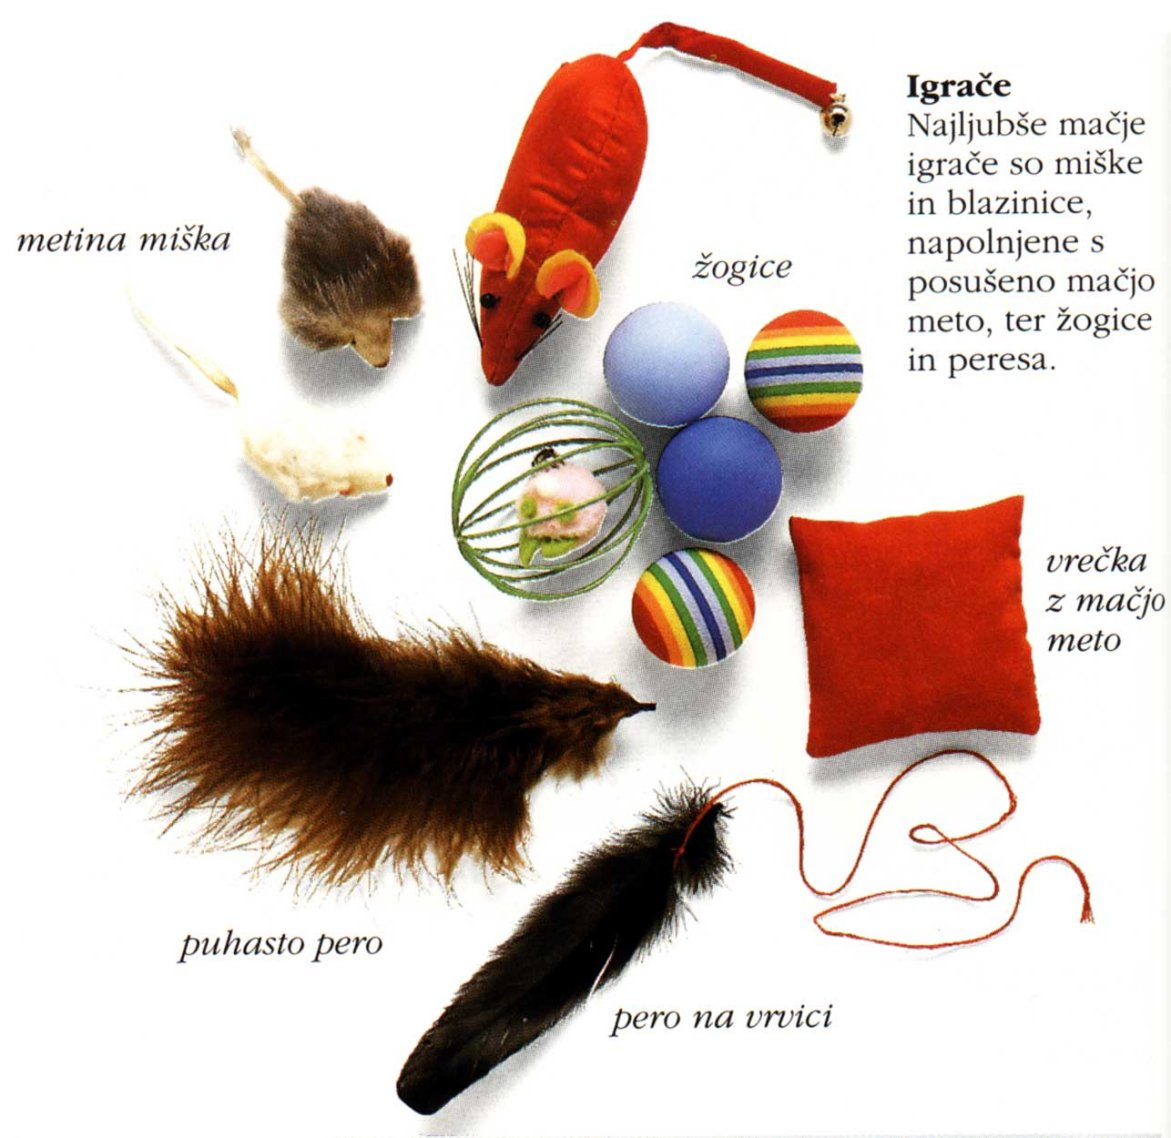 Igrače
Najljubše mačje
igrače so miške
in blazinice,
napolnjene s
posušeno mačjo
meto, ter žogice
in peresa.
metina miška
žogice
vrečka
z mačjo
meto
puhasto pero
pero na vrvici